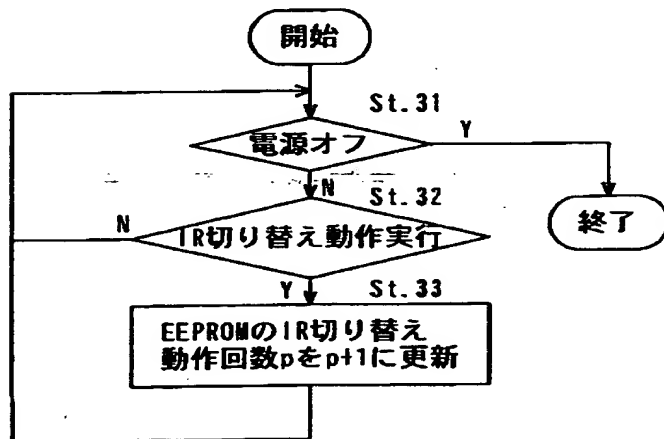 開始
St.31
電源オフ
Y
N
St.32
N
IR切り替え動作実行
終了
Y
St.33
EEPROMのIR切り替え
動作回数pをp+1に更新